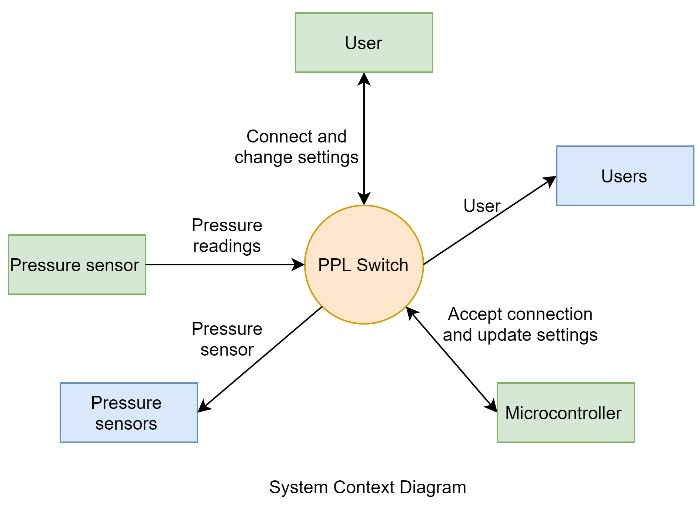 User
Connect and
change settings
Users
User
Pressure
readings
Pressure sensor
PPL Switch
Accept connection
and update settings
Pressure
sensor
Pressure
sensors
Microcontroller
System Context Diagram